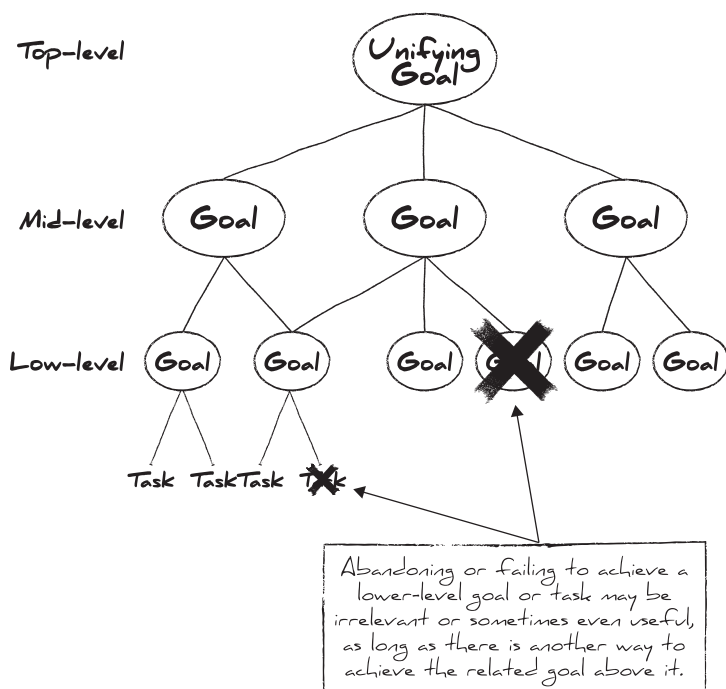 Top-level
Unifying
Goal
Mid-level
Goal
Goal
Goal
Low-level
Goal
Goal
Goal
Goal
Goal
Task
Task
Task
Abandoning or failing to achieve a
lower-level goal or task may be
irrelevant or sometimes even useful,
as long as there is another way to
achieve the related goal above it.